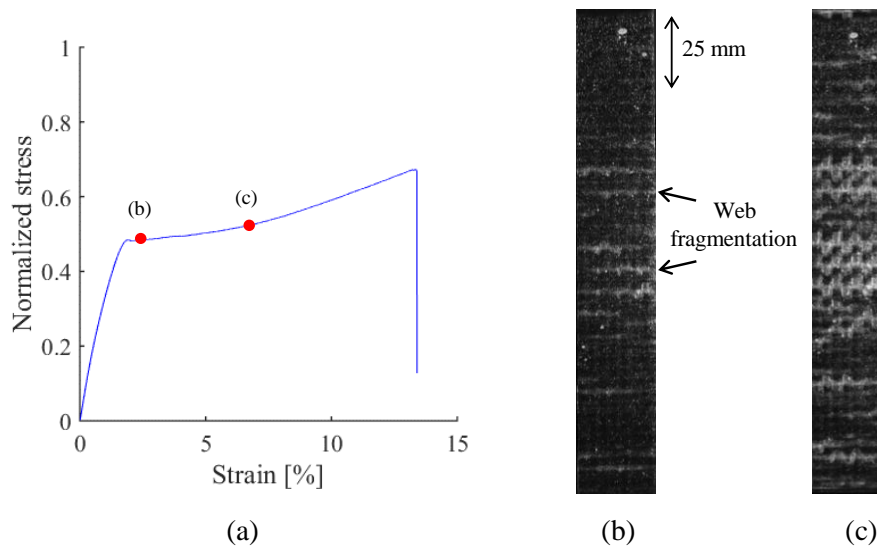 1
0.8
0.6
0.4
0.2
0
0
5
10
15
Normalized stress
Strain [%]
(b)
(c)
25 mm
Web
fragmentation
(a)
(b)
(c)